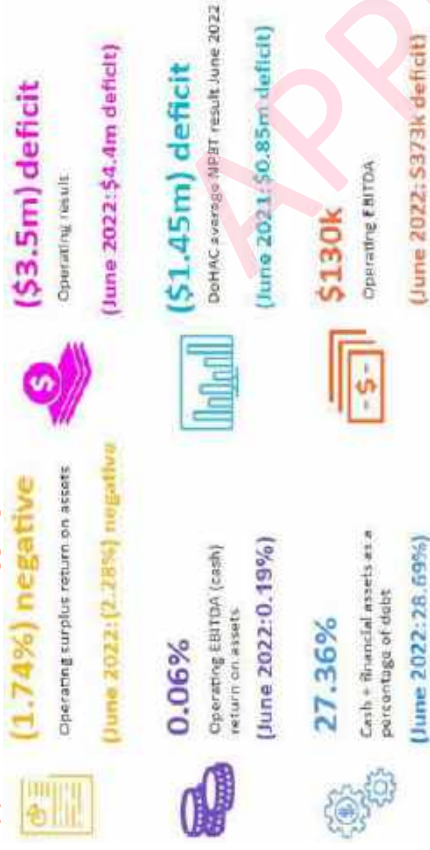 (1.74%) negative
Operating surplus return on assets
(June 2022:(2.28%) negative
($3.5m) deficit
Operating result
(June 2022:$4.4m deficit)
0.06%
Operating EBITDA (cash)
return on assets
(June 2022:0.19%)
($1.45m) deficit
DoHAC average NPBT result June 2022
(June 2021:$0.85m deficit)
27.36%
Cash + financial assets as a
percentage of debt
(June 2022:28.69%)
$130k
Operating EBITDA
(June 2022:$373k deficit)
APP